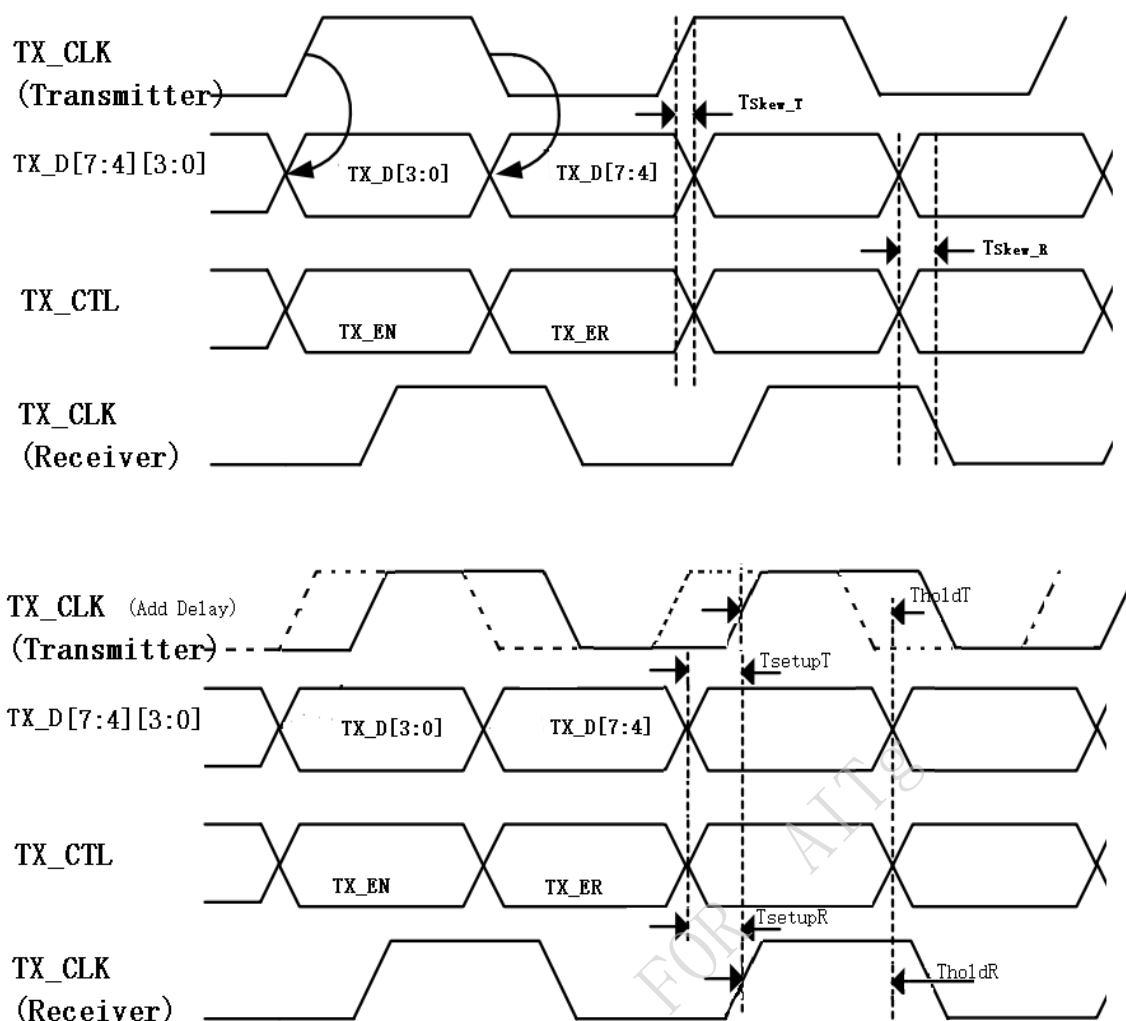 TX_CLK
(Transmitter)
Tskew_T
TX_D[7:4][3:0]
TX_D[3:0]
TX_D[7:4]
Tskew_R
TX_CTL
TX_EN
TX_ER
TX_CLK
(Receiver)
TX_CLK (Add Delay)
TholdT
(Transmitter)
TsetupT
TX_D[7:4][3:0]
TX_D[3:0]
TX_D[7:4]
TX_CTL
TX_EN
TX_ER
TsetupR
TX_CLK
TholdR
(Receiver)
FOR AITg